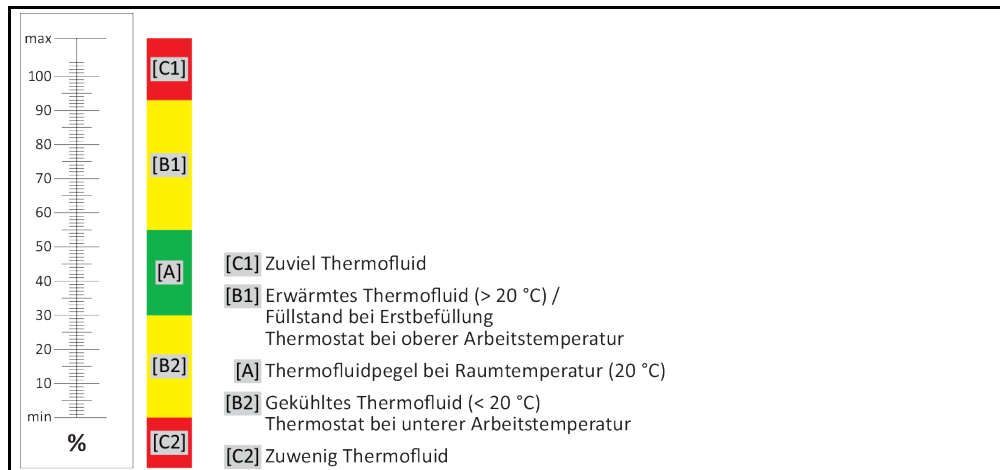 max
100
90
80
70
60
50
40
30
20
10
min
%
[C1]
[B1]
[A]
[B2]
[C2]
[C1] Zuviel Thermofluid
[B1] Erwärmtes Thermofluid (> 20 °C) /
Füllstand bei Erstbefüllung
Thermostat bei oberer Arbeitstemperatur
[A] Thermofluidpegel bei Raumtemperatur (20 °C)
[B2] Gekühltes Thermofluid (< 20 °C)
Thermostat bei unterer Arbeitstemperatur
[C2] Zuwenig Thermofluid